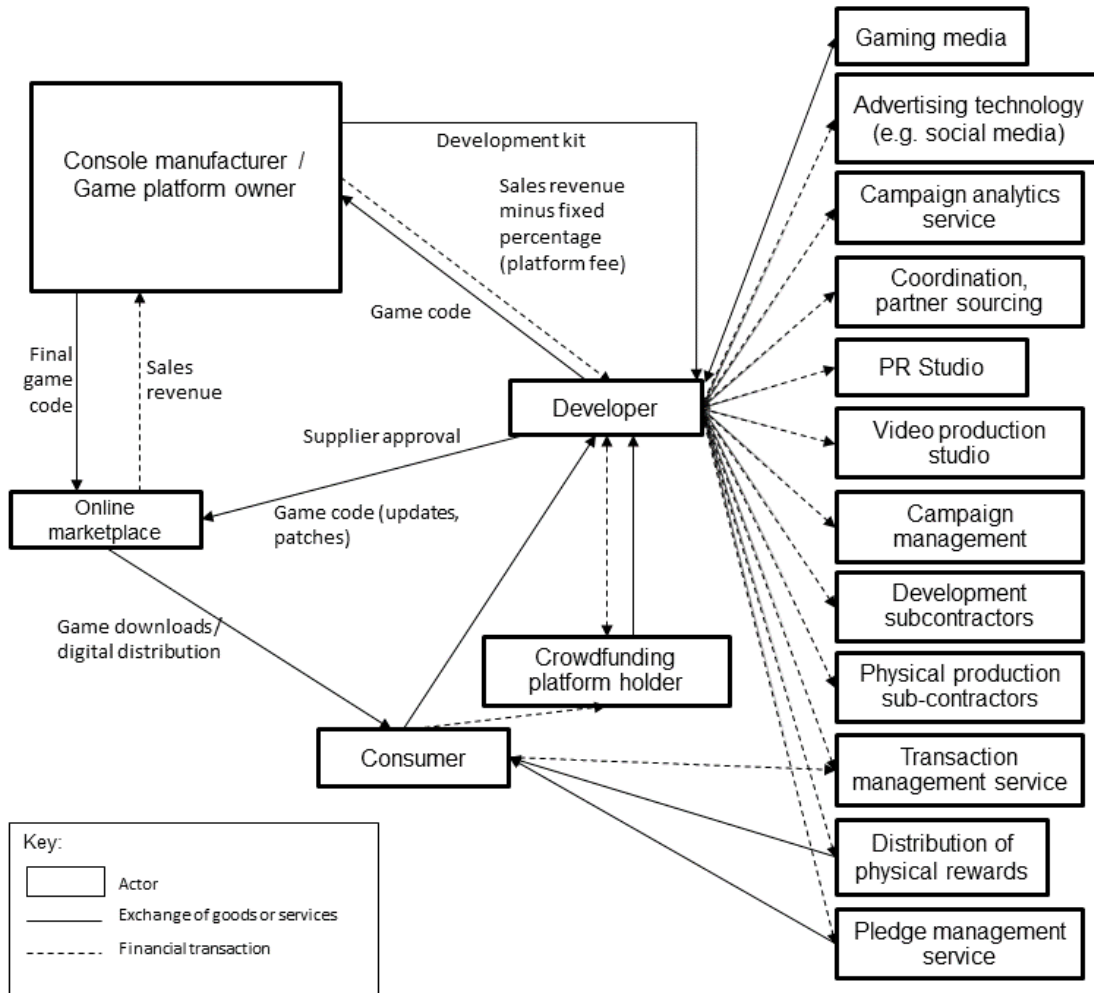 Gaming media
Advertising technology
(e.g. social media)
Campaign analytics
service
Coordination,
partner sourcing
PR Studio
Video production
studio
Campaign
management
Development
subcontractors
Physical production
sub-contractors
Transaction
management service
Distribution of
physical rewards
Pledge management
service
Console manufacturer /
Game platform owner
Development kit
Sales revenue
minus fixed
percentage
(platform fee)
Game code
Final
game
code
Sales
revenue
Developer
Supplier approval
Online
marketplace
Game code (updates,
patches)
Game downloads/
digital distribution
Crowdfunding
platform holder
Consumer
Key:
Actor
Exchange of goods or services
Financial transaction